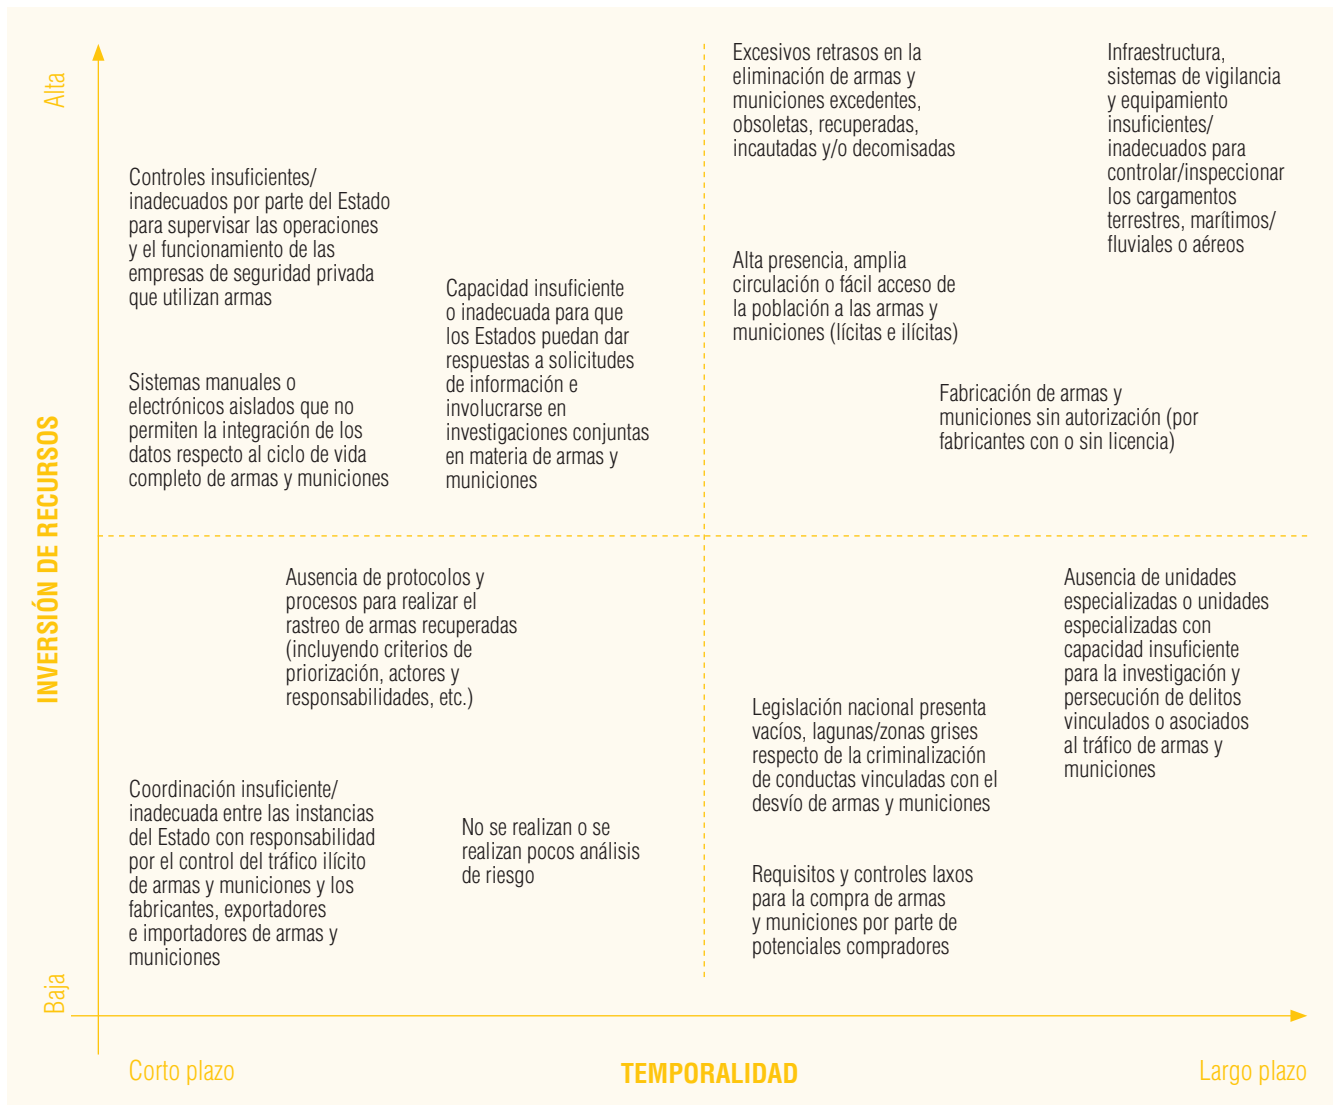 Alta
INVERSIÓN DE RECURSOS
Baja
Controles insuficientes/
inadecuados por parte del Estado
para supervisar las operaciones
y el funcionamiento de las
empresas de seguridad privada
que utilizan armas
Sistemas manuales o
electrónicos aislados que no
permiten la integración de los
datos respecto al ciclo de vida
completo de armas y municiones
Capacidad insuficiente
o inadecuada para que
los Estados puedan dar
respuestas a solicitudes
de información e
involucrarse en
investigaciones conjuntas
en materia de armas y
municiones
Excesivos retrasos en la
eliminación de armas y
municiones excedentes,
obsoletas, recuperadas,
incautadas y/o decomisadas
Alta presencia, amplia
circulación o fácil acceso de
la población a las armas y
municiones (lícitas e ilícitas)
Infraestructura,
sistemas de vigilancia
y equipamiento
insuficientes/
inadecuados para
controlar/inspeccionar
los cargamentos
terrestres, marítimos/
fluviales o aéreos
Fabricación de armas y
municiones sin autorización (por
fabricantes con o sin licencia)
Ausencia de protocolos y
procesos para realizar el
rastreo de armas recuperadas
(incluyendo criterios de
priorización, actores y
responsabilidades, etc.)
Coordinación insuficiente/
inadecuada entre las instancias
del Estado con responsabilidad
por el control del tráfico ilícito
de armas y municiones y los
fabricantes, exportadores
e importadores de armas y
municiones
No se realizan o se
realizan pocos análisis
de riesgo
Legislación nacional presenta
vacíos, lagunas/zonas grises
respecto de la criminalización
de conductas vinculadas con el
desvío de armas y municiones
Requisitos y controles laxos
para la compra de armas
y municiones por parte de
potenciales compradores
Ausencia de unidades
especializadas o unidades
especializadas con
capacidad insuficiente
para la investigación y
persecución de delitos
vinculados o asociados
al tráfico de armas y
municiones
Corto plazo
TEMPORALIDAD
Largo plazo